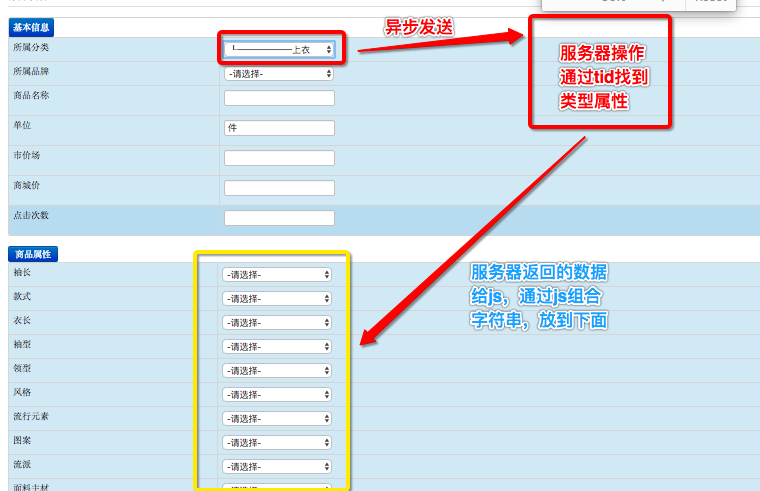 基本信息
异步发送
所属分类
┗—————上衣
服务器操作
通过tid找到
类型属性
所属品牌
-请选择-
商品名称
单位
件
市价场
商城价
点击次数
商品属性
袖长
-请选择-
服务器返回的数据
给js，通过js组合
字符串，放到下面
款式
-请选择-
衣长
-请选择-
袖型
-请选择-
领型
-请选择-
风格
-请选择-
流行元素
-请选择-
图案
-请选择-
流派
-请选择-
面料主材